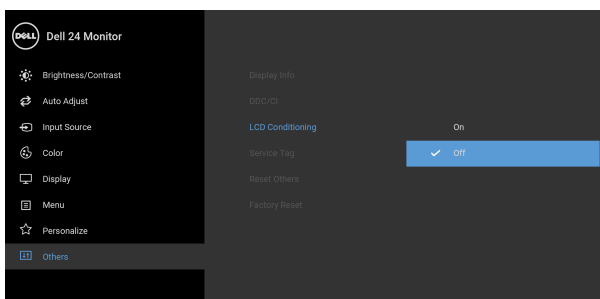 DELL Dell 24 Monitor
Brightness/Contrast Display Info
Auto Adjust DDC/CI
Input Source LCD Conditioning On
Color Service Tag Off
Display Reset Others
Menu Factory Reset
Personalize
Others